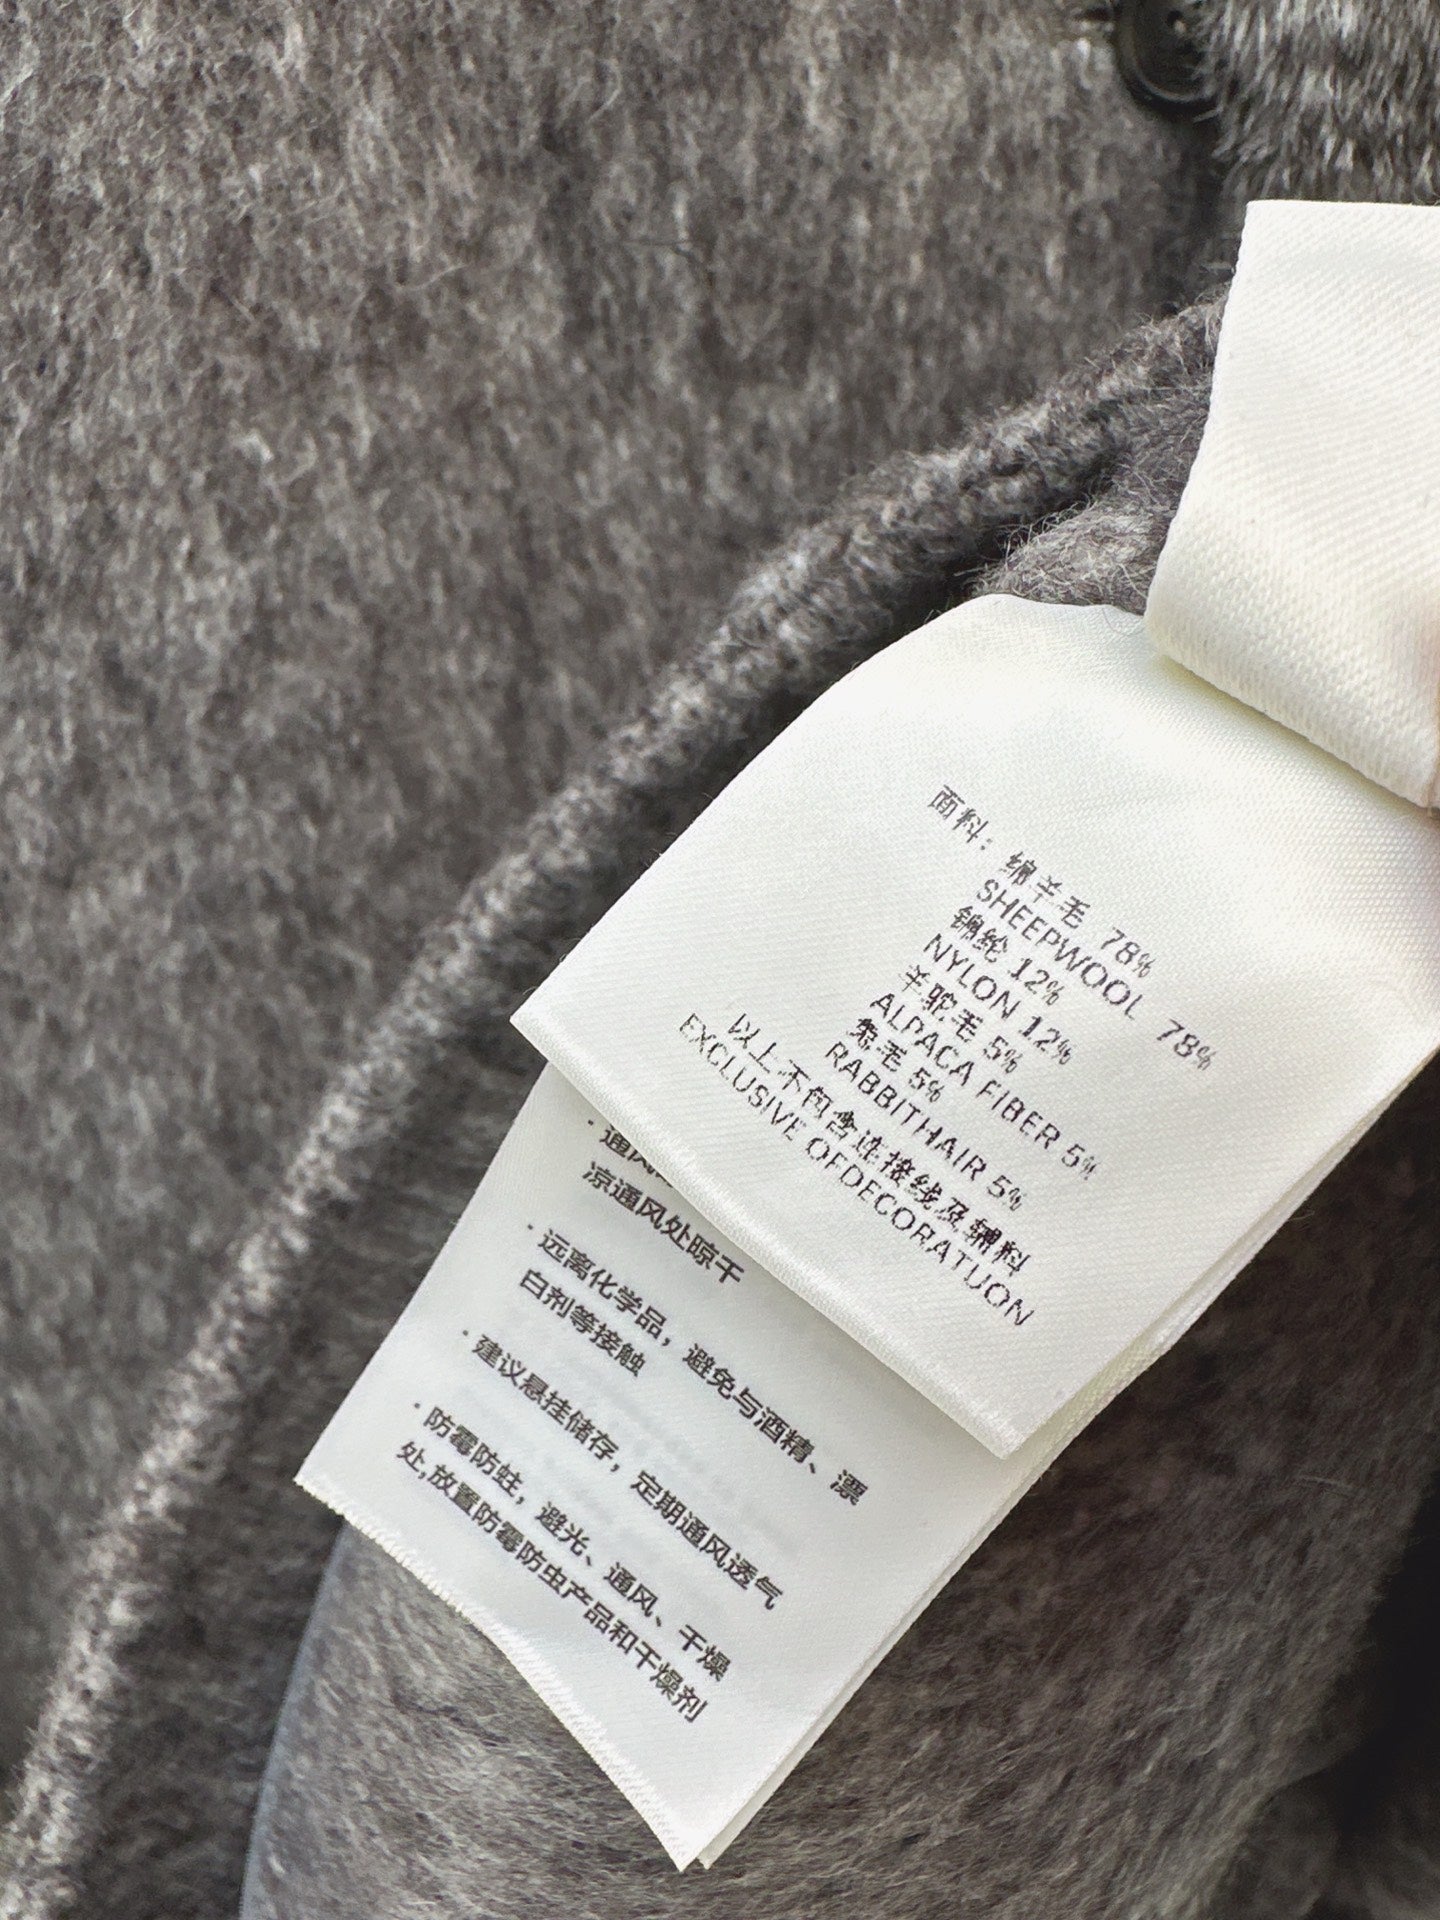 面料：绵羊毛 78%
SHEEPWOOL 78%
锦纶 12%
NYLON 12%
羊驼毛 5%
ALPACA FIBER 5%
兔毛 5%
RABBITHAIR 5%
以上不包含连接线及辅料
EXCLUSIVE OFDECORATUON
· 通风
凉通风处晾干
· 远离化学品，避免与酒精、漂
白剂等接触
· 建议悬挂储存，定期通风透气
· 防霉防蛀，避光、通风、干燥
处,放置防霉防虫产品和干燥剂